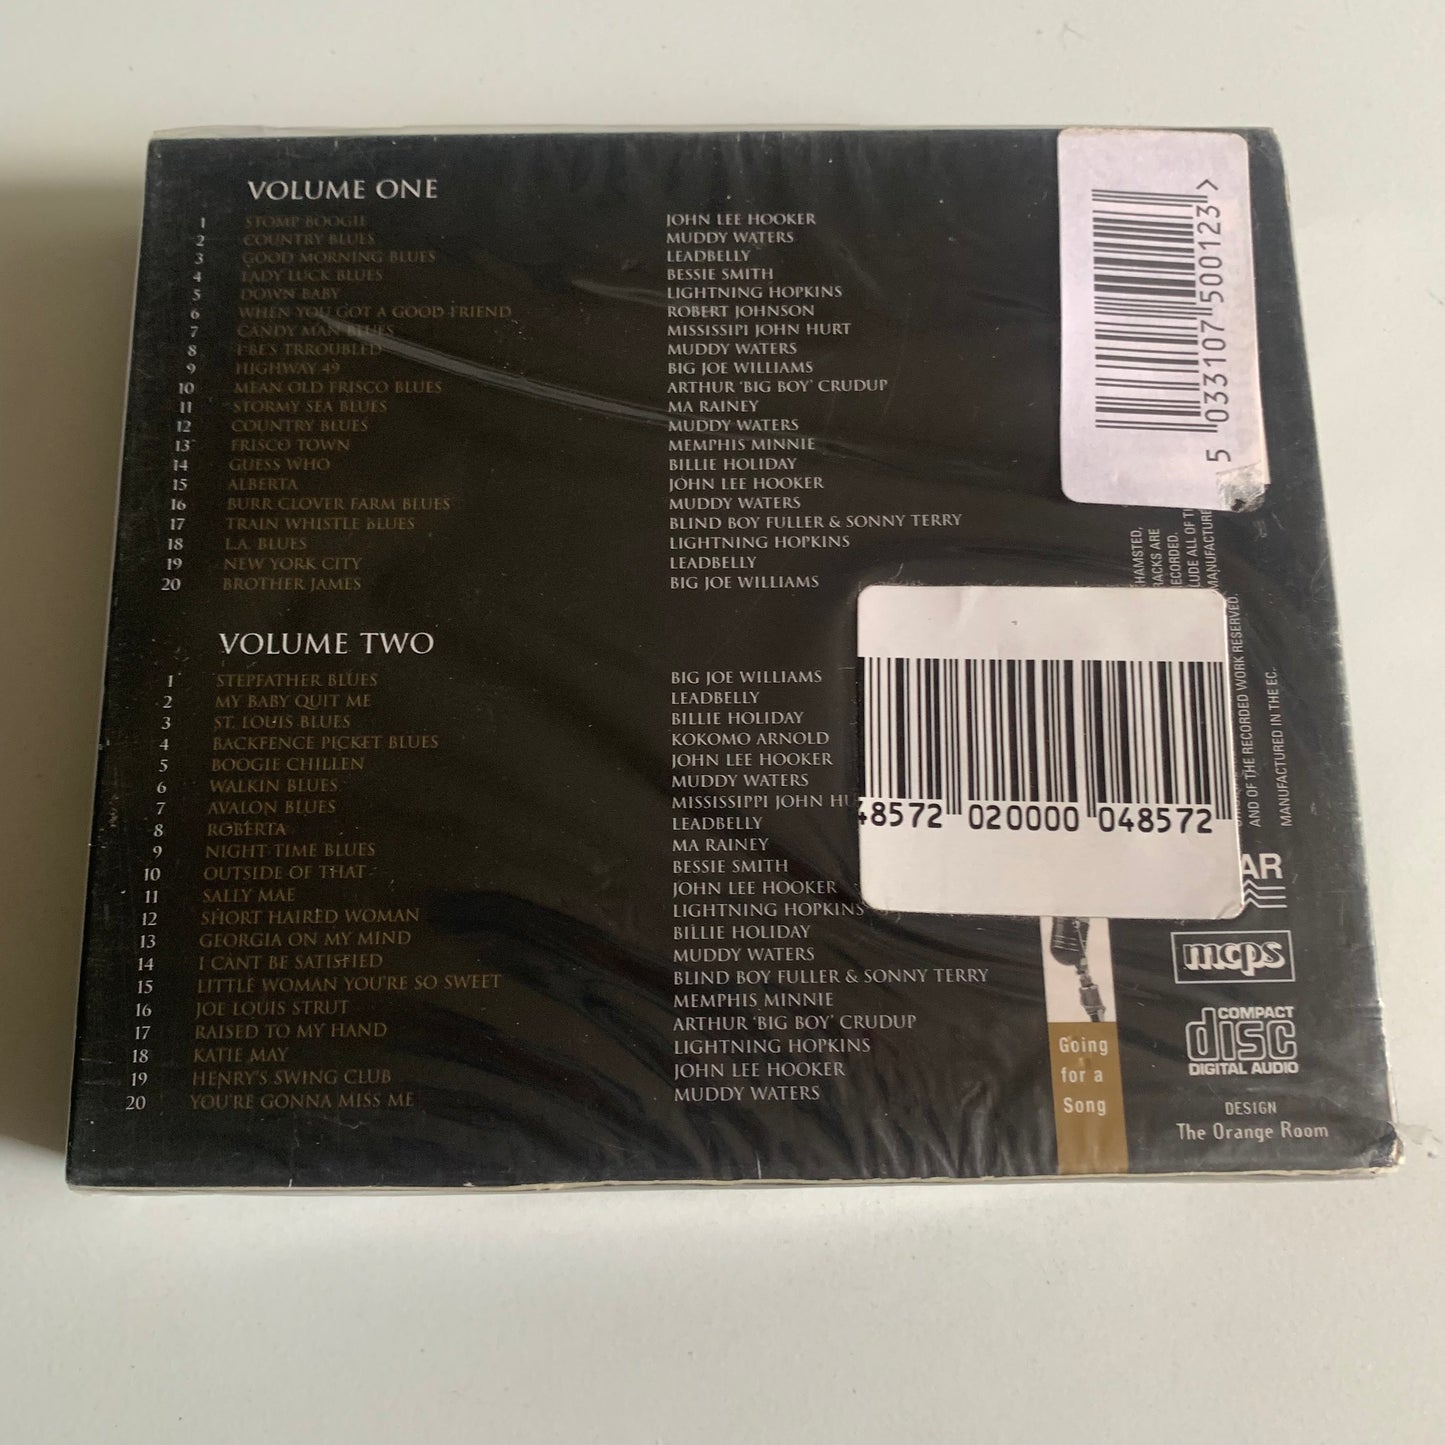 VOLUME ONE
1 STOMP BOOGIE JOHN LEE HOOKER
2 COUNTRY BLUES MUDDY WATERS
3 GOOD MORNING BLUES LEADBELLY
4 LADY LUCK BLUES BESSIE SMITH
5 DOWN BABY LIGHTNING HOPKINS
6 WHEN YOU GOT A GOOD FRIEND ROBERT JOHNSON
7 CANDY MAN BLUES MISSISSIPI JOHN HURT
8 I BE'S TRROUBLED MUDDY WATERS
9 HIGHWAY 49 BIG JOE WILLIAMS
10 MEAN OLD FRISCO BLUES ARTHUR 'BIG BOY' CRUDUP
11 STORMY SEA BLUES MA RAINEY
12 COUNTRY BLUES MUDDY WATERS
13 FRISCO TOWN MEMPHIS MINNIE
14 GUESS WHO BILLIE HOLIDAY
15 ALBERTA JOHN LEE HOOKER
16 BURR CLOVER FARM BLUES MUDDY WATERS
17 TRAIN WHISTLE BLUES BLIND BOY FULLER & SONNY TERRY
18 L.A. BLUES LIGHTNING HOPKINS
19 NEW YORK CITY LEADBELLY
20 BROTHER JAMES BIG JOE WILLIAMS
VOLUME TWO
1 STEPFATHER BLUES BIG JOE WILLIAMS
2 MY BABY QUIT ME LEADBELLY
3 ST. LOUIS BLUES BILLIE HOLIDAY
4 BACKFENCE PICKET BLUES KOKOMO ARNOLD
5 BOOGIE CHILLEN JOHN LEE HOOKER
6 WALKIN BLUES MUDDY WATERS
7 AVALON BLUES MISSISSIPPI JOHN HU
8 ROBERTA LEADBELLY
9 NIGHT TIME BLUES MA RAINEY
10 OUTSIDE OF THAT BESSIE SMITH
11 SALLY MAE JOHN LEE HOOKER
12 SHORT HAIRED WOMAN LIGHTNING HOPKINS
13 GEORGIA ON MY MIND BILLIE HOLIDAY
14 I CANT BE SATISFIED MUDDY WATERS
15 LITTLE WOMAN YOU'RE SO SWEET BLIND BOY FULLER & SONNY TERRY
16 JOE LOUIS STRUT MEMPHIS MINNIE
17 RAISED TO MY HAND ARTHUR 'BIG BOY' CRUDUP
18 KATIE MAY LIGHTNING HOPKINS
19 HENRY'S SWING CLUB JOHN LEE HOOKER
20 YOU'RE GONNA MISS ME MUDDY WATERS
5 033107 500123 >
HAMSTED,
RACKS ARE
ECORDED.
LUDE ALL OF T
MANUFACTURE
AND OF THE RECORDED WORK RESERVED.
MANUFACTURED IN THE EC.
48572 020000 048572
AR
mcps
COMPACT
disc
DIGITAL AUDIO
Going
for a
Song
DESIGN
The Orange Room